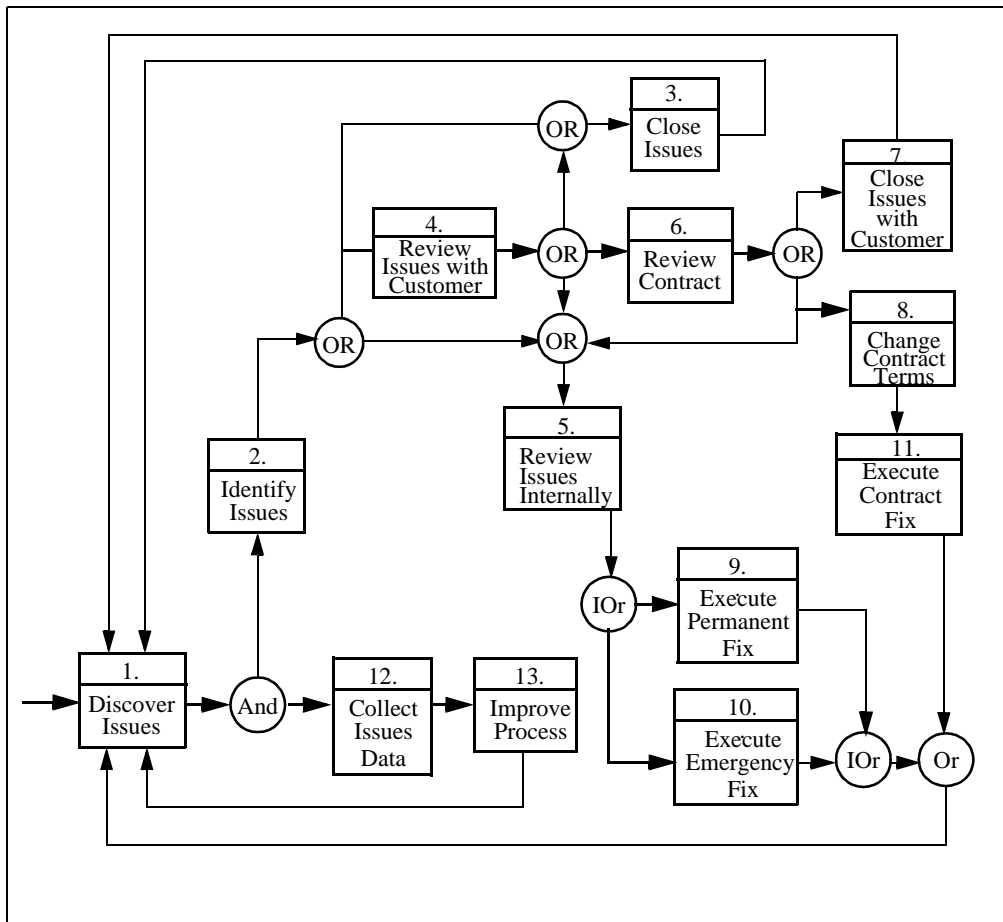 3.
Close
Issues
OR
7.
Close
Issues
with
Customer
4.
Review
Issues with
Customer
OR
6.
Review
Contract
OR
OR
OR
8.
Change
Contract
Terms
5.
Review
Issues
Internally
2.
Identify
Issues
11.
Execute
Contract
Fix
IOr
9.
Execute
Permanent
Fix
1.
Discover
Issues
And
12.
Collect
Issues
Data
13.
Improve
Process
10.
Execute
Emergency
Fix
IOr
Or